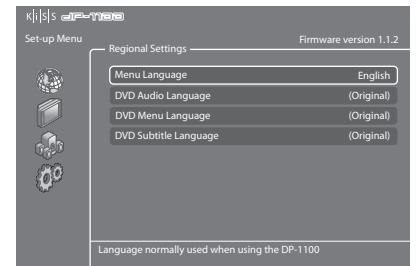 KiSS DP-1100
Set-up Menu
Firmware version 1.1.2
Regional Settings
Menu Language English
DVD Audio Language (Original)
DVD Menu Language (Original)
DVD Subtitle Language (Original)
Language normally used when using the DP-1100